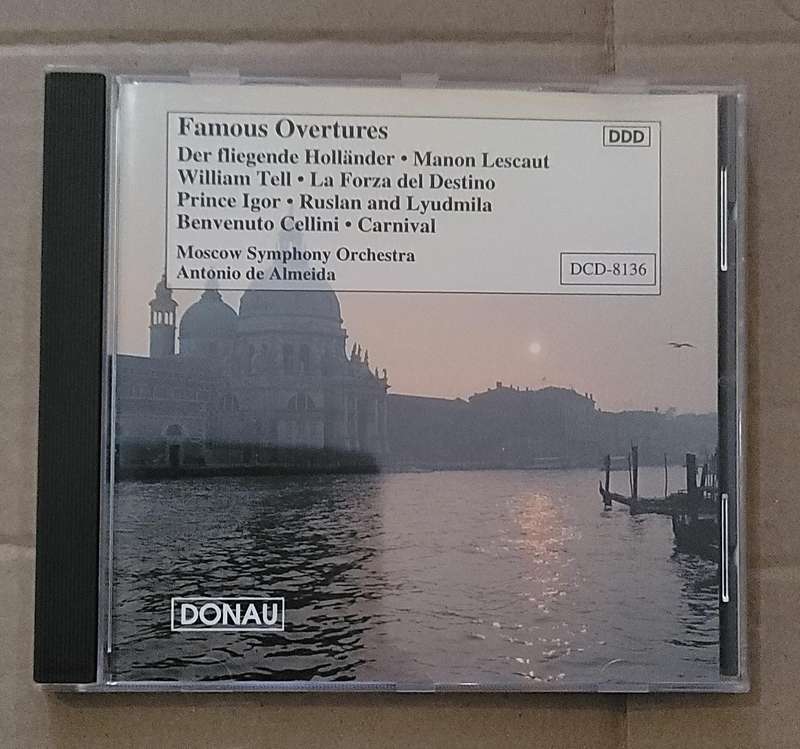 Famous Overtures
DDD
Der fliegende Holländer • Manon Lescaut
William Tell • La Forza del Destino
Prince Igor • Ruslan and Lyudmila
Benvenuto Cellini • Carnival
Moscow Symphony Orchestra
Antonio de Almeida
DCD-8136
DONAU